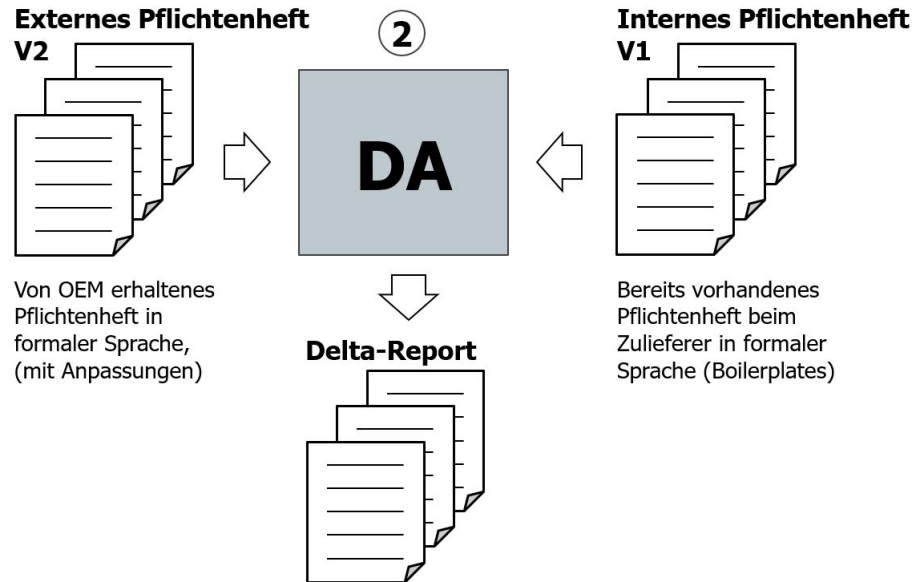 Externes Pflichtenheft
V2
2
Internes Pflichtenheft
V1
DA
Von OEM erhaltenes
Pflichtenheft in
formaler Sprache,
(mit Anpassungen)
Bereits vorhandenes
Pflichtenheft beim
Zulieferer in formaler
Sprache (Boilerplates)
Delta-Report